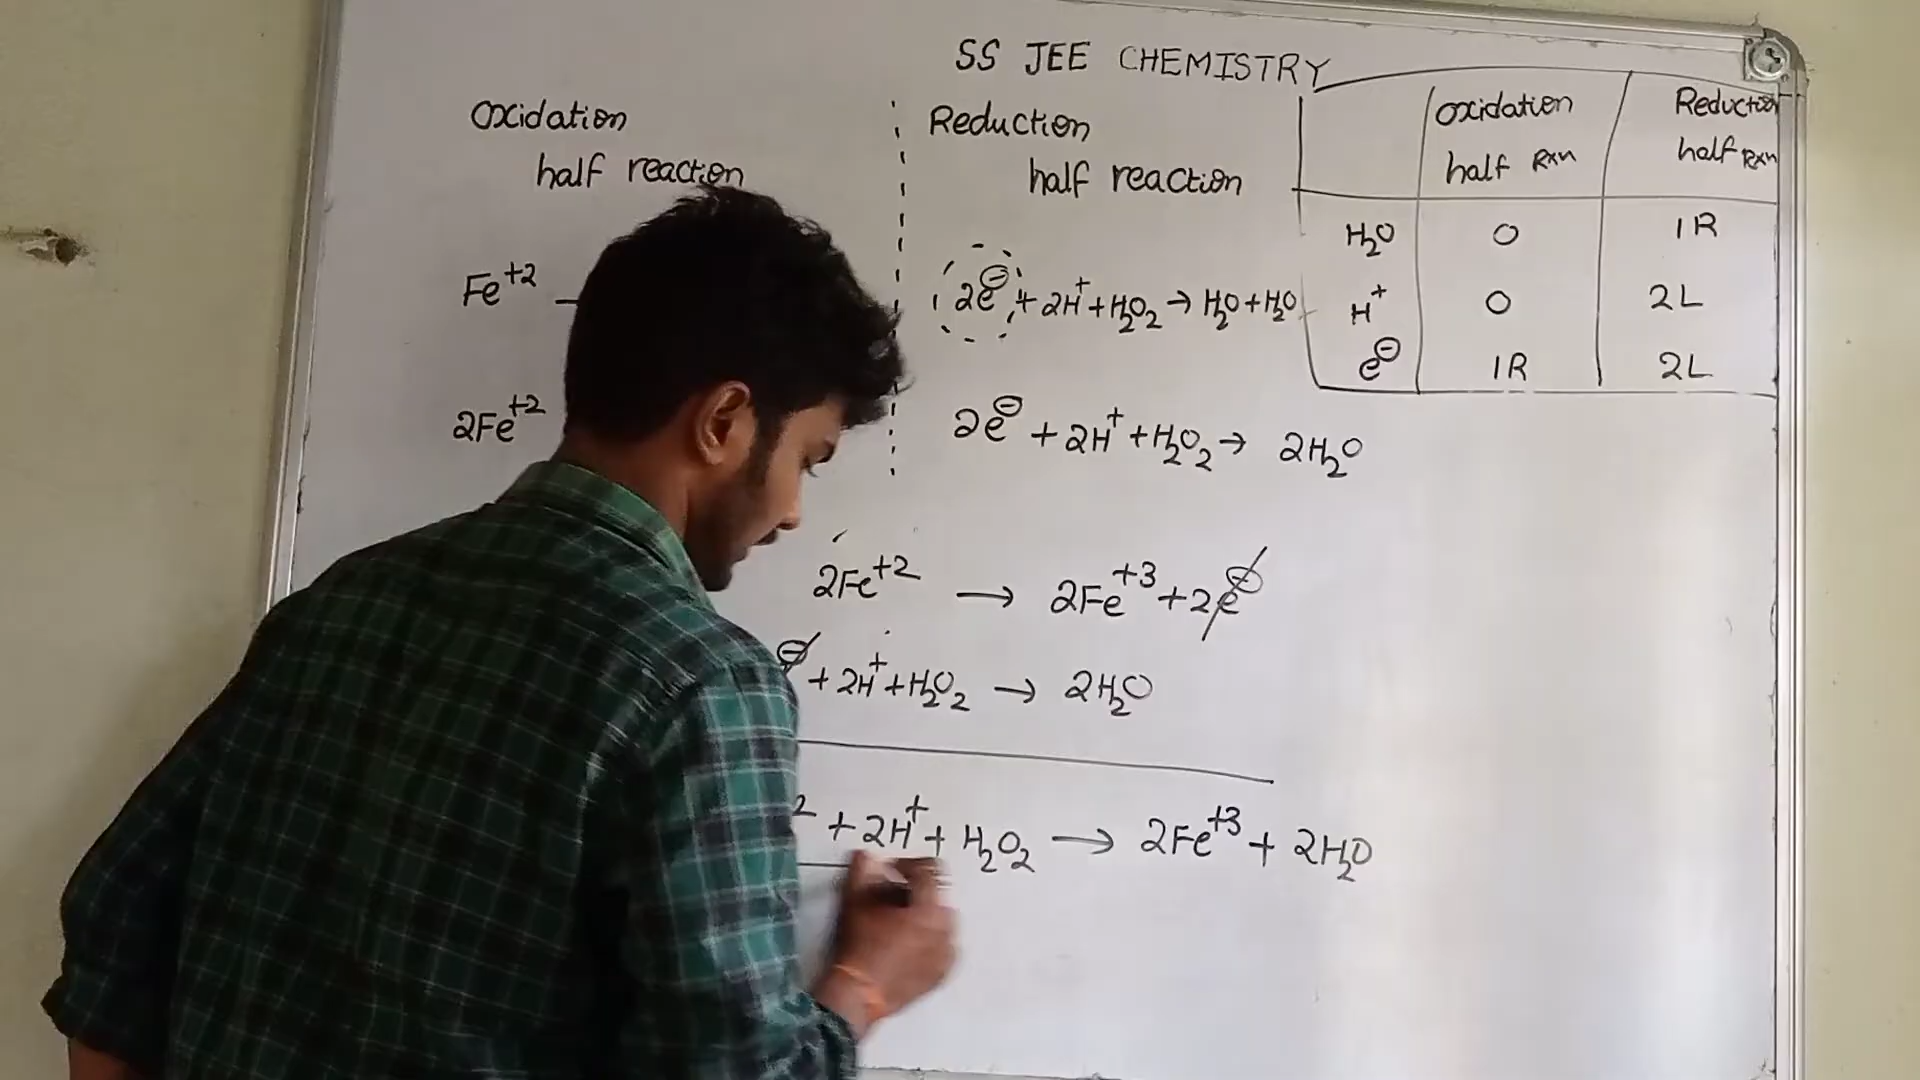 SS JEE CHEMISTRY
Oxidation
half reaction
Reduction
half reaction
Oxidation half Rxn
Reduction half Rxn
H₂O O 1R
H⁺ O 2L
e⊖ 1R 2L
Fe⁺²
2e⊖ + 2H⁺ + H₂O₂ → H₂O + H₂O
2Fe⁺²
2e⊖ + 2H⁺ + H₂O₂ → 2H₂O
2Fe⁺² → 2Fe⁺³ + 2e⊖
⊖ + 2H⁺ + H₂O₂ → 2H₂O
2 + 2H⁺ + H₂O₂ → 2Fe⁺³ + 2H₂O